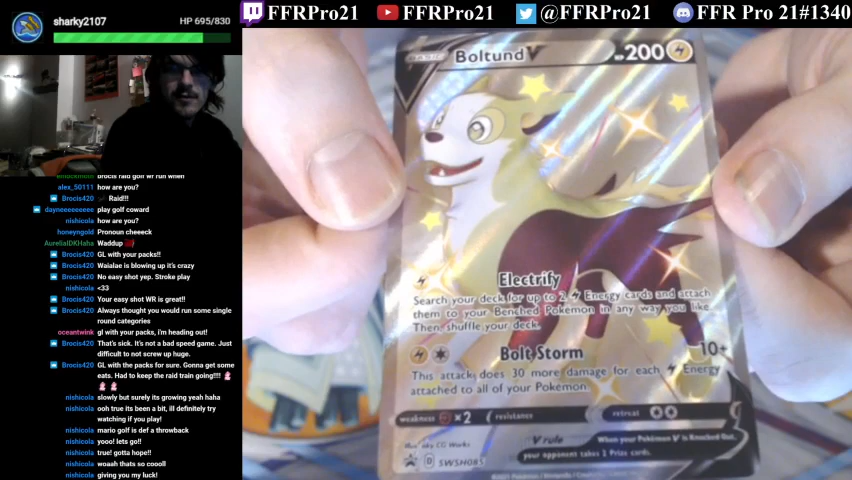 sharky2107 HP 695/830
FFRPro21 FFRPro21 @FFRPro21 FFR Pro 21#1340
Brocis raid golf wr run when
alex_50111 how are you?
Brocis420 Raid!!!
dayneeceeeeee play golf coward
nishicola how are you?
honeyngold Pronoun cheeeck
AureliaIDKHaha Waddup
Brocis420 GL with your packs!!
Brocis420 Waialae is blowing up it's crazy
Brocis420 No easy shot yep. Stroke play
nishicola <33
Brocis420 Your easy shot WR is great!!
Brocis420 Always thought you would run some single
round categories
oceantwink gl with your packs, i'm heading out!
Brocis420 That's sick. It's not a bad speed game. Just
difficult to not screw up huge.
Brocis420 GL with the packs for sure. Gonna get some
eats. Had to keep the raid train going!!!!
nishicola slowly but surely its growing yeah haha
nishicola ooh true its been a bit, ill definitely try
watching if you play!
nishicola mario golf is def a throwback
nishicola yooo! lets go!!
nishicola true! gotta hope!!
nishicola woaah thats so coool!
nishicola giving you my luck!
Boltund V HP 200
Electrify
Search your deck for up to 2 Energy cards and attach
them to your Benched Pokémon in any way you like.
Then, shuffle your deck.
Bolt Storm 10+
This attack does 30 more damage for each Energy
attached to all of your Pokémon.
weakness ×2 resistance retreat
V rule When your Pokémon V is Knocked Out,
your opponent takes 2 Prize cards.
D SWSH085